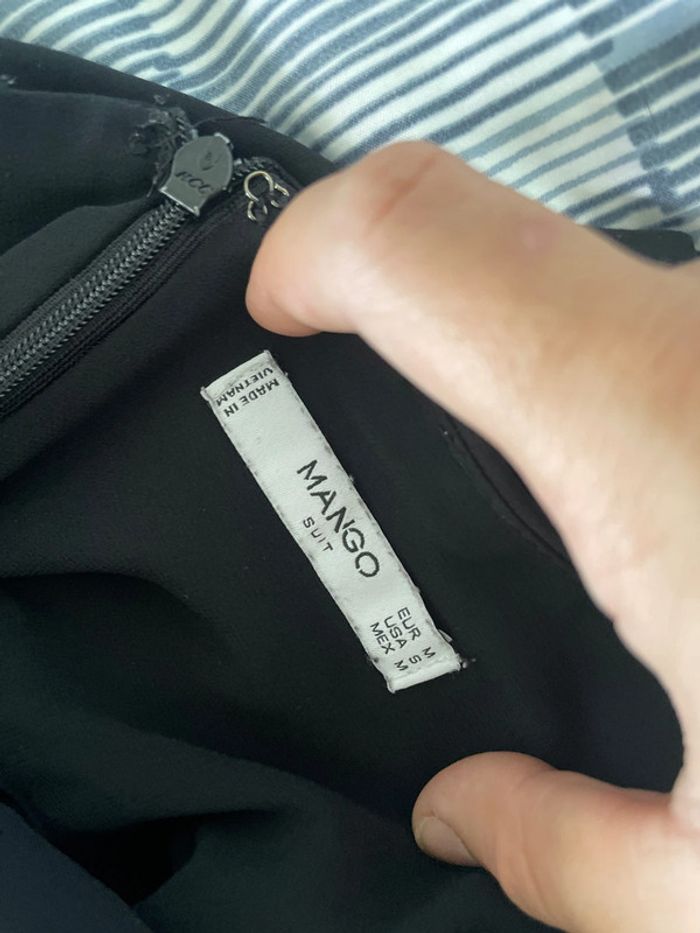 MADE IN
VIETNAM
MANGO
SUIT
EUR M
USA S
MEX M